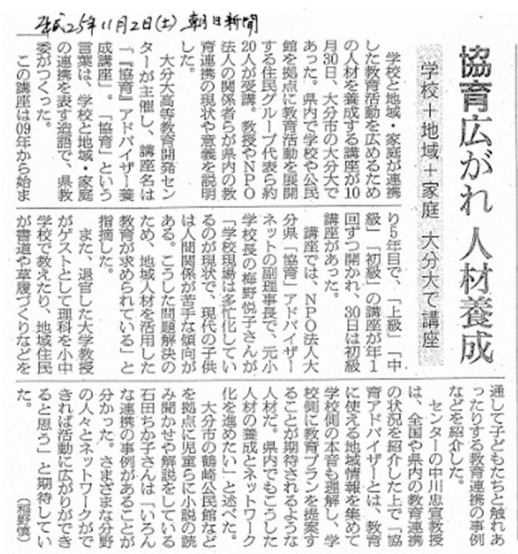 平成25年11月2日(土) 朝日新聞
協育広がれ 人材養成
学校＋地域＋家庭 大分大で講座
学校と地域・家庭が連携
した教育活動を広めるため
の人材を養成する講座が10
月30日、大分市の大分大で
あった。県内で学校や公民
館を拠点に教育活動を展開
する住民グループ代表ら約
20人が受講。教授やNPO
法人の関係者らが県内の教
育連携の現状や意義を説明
した。
大分大高等教育開発セン
ターが主催し、講座名は
「『協育』アドバイザー養
成講座」。「協育」という
言葉は、学校と地域・家庭
の連携を表す造語で、県教
委がつくった。
この講座は09年から始ま
り5年目で、「上級」「中
級」「初級」の講座が年1
回ずつ開かれ、30日は初級
講座があった。
講座では、NPO法人大
分県「協育」アドバイザー
ネットの副理事長で、元小
学校長の梅野悦子さんが
「学校現場は多忙化してい
るのが現状で、現代の子供
は人間関係が苦手な傾向が
ある。こうした問題解決の
ため、地域人材を活用した
教育が求められている」と
指摘した。
また、退官した大学教授
がゲストとして理科を小中
学校で教えたり、地域住民
が書道や草履づくりなどを
通して子どもたちと触れあ
ったりする教育連携の事例
などを紹介した。
センターの中川忠宣教授
は、全国や県内の教育連携
の状況を紹介した上で「協
育アドバイザーとは、教育
に使える地域情報を集めて
学校側の本音も理解し、学
校側に教育プランを提案す
ることが期待されるような
人材だ。県内でもこうした
人材の養成とネットワーク
化を進めたい」と述べた。
大分市の鶴崎公民館など
を拠点に児童らに小説の読
み聞かせや解説をしている
石田ちか子さんは「いろん
な連携の事例があることが
分かった。さまざまな分野
の人々とネットワークがで
きれば活動に広がりができ
ると思う」と期待してい
た。
（稲野慎）